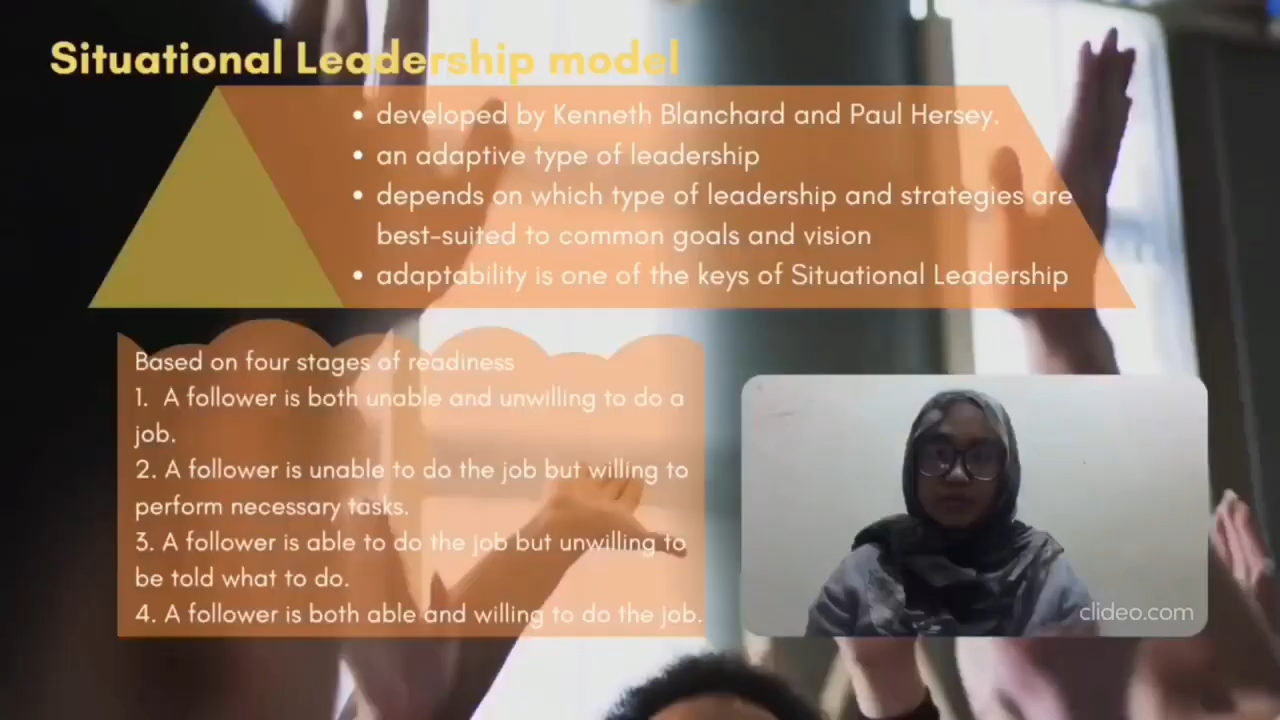 Situational Leadership model
• developed by Kenneth Blanchard and Paul Hersey.
• an adaptive type of leadership
• depends on which type of leadership and strategies are
best-suited to common goals and vision
• adaptability is one of the keys of Situational Leadership
Based on four stages of readiness
1. A follower is both unable and unwilling to do a
job.
2. A follower is unable to do the job but willing to
perform necessary tasks.
3. A follower is able to do the job but unwilling to
be told what to do.
4. A follower is both able and willing to do the job.
clideo.com